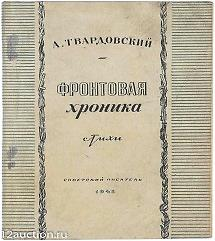 А. ТВАРДОВСКИЙ
ФРОНТОВАЯ
хроника
стихи
СОВЕТСКИЙ ПИСАТЕЛЬ
12auction.ru